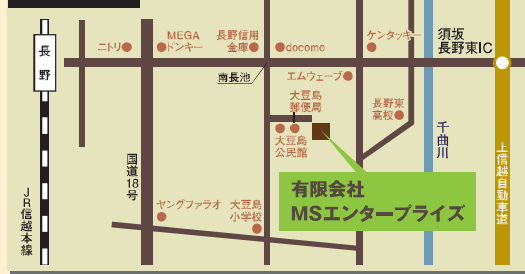 ニトリ
MEGA
ドンキー
長野信用
金庫
docomo
ケンタッキー
須坂
長野東IC
長野
南長池
エムウェーブ
大豆島
郵便局
長野東
高校
大豆島
公民館
千曲川
国道18号
有限会社
MSエンタープライズ
ヤングファラオ
大豆島
小学校
JR信越本線
上信越自動車道